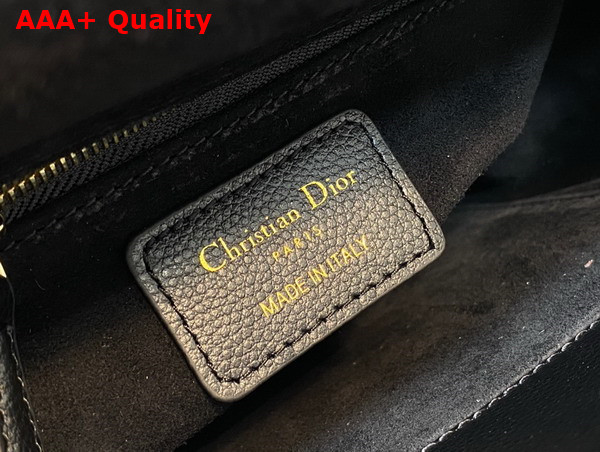 AAA+ Quality
Christian Dior
PARIS
MADE IN ITALY